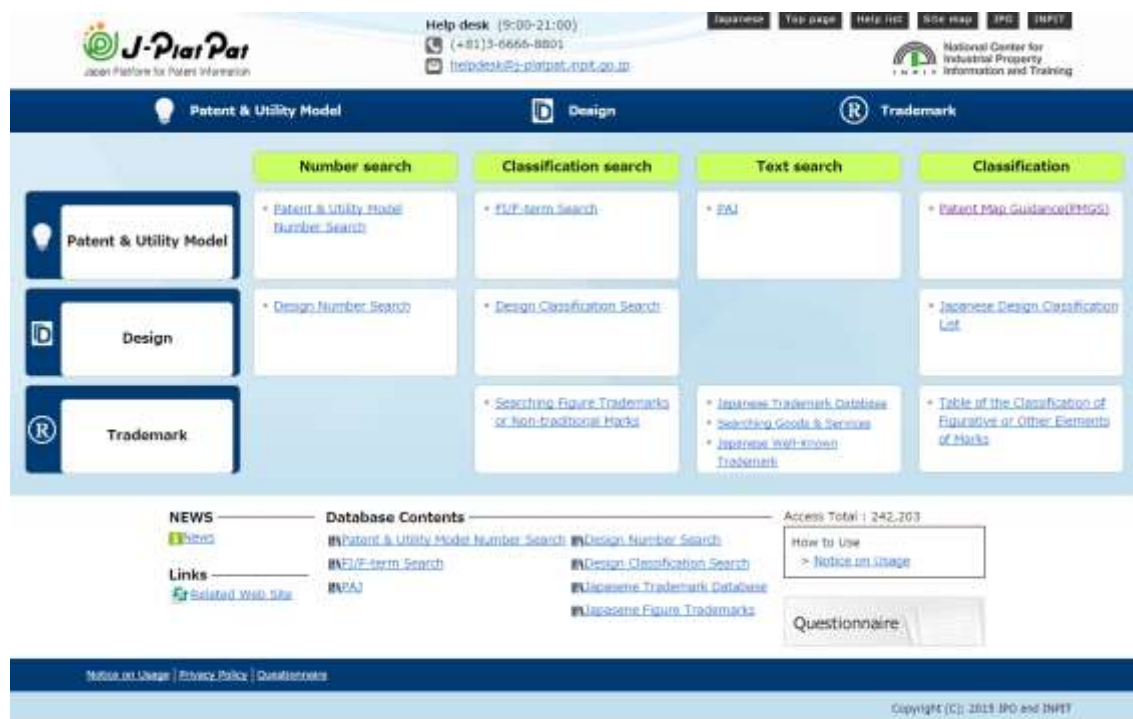 J-PlatPat
Japan Platform for Patent Information
Help desk (9:00-21:00)
(+81)3-6666-8801
helpdesk@j-platpat.inpit.go.jp
Japanese Top page Help list Site map JPO INPIT
INPIT
National Center for
Industrial Property
Information and Training
Patent & Utility Model Design Trademark
Number search Classification search Text search Classification
Patent & Utility Model
• Patent & Utility Model
Number Search
• FI/F-term Search
• PAJ
• Patent Map Guidance(PMGS)
Design
• Design Number Search
• Design Classification Search
• Japanese Design Classification
List
Trademark
• Searching Figure Trademarks
or Non-traditional Marks
• Japanese Trademark Database
• Searching Goods & Services
• Japanese Well-Known
Trademark
• Table of the Classification of
Figurative or Other Elements
of Marks
NEWS
News
Links
Related Web Site
Database Contents
Patent & Utility Model Number Search
FI/F-term Search
PAJ
Design Number Search
Design Classification Search
Japasene Trademark Database
Japasene Figure Trademarks
Access Total : 242,203
How to Use
> Notice on Usage
Questionnaire
Notice on Usage | Privacy Policy | Questionnaire
Copyright (C); 2015 JPO and INPIT